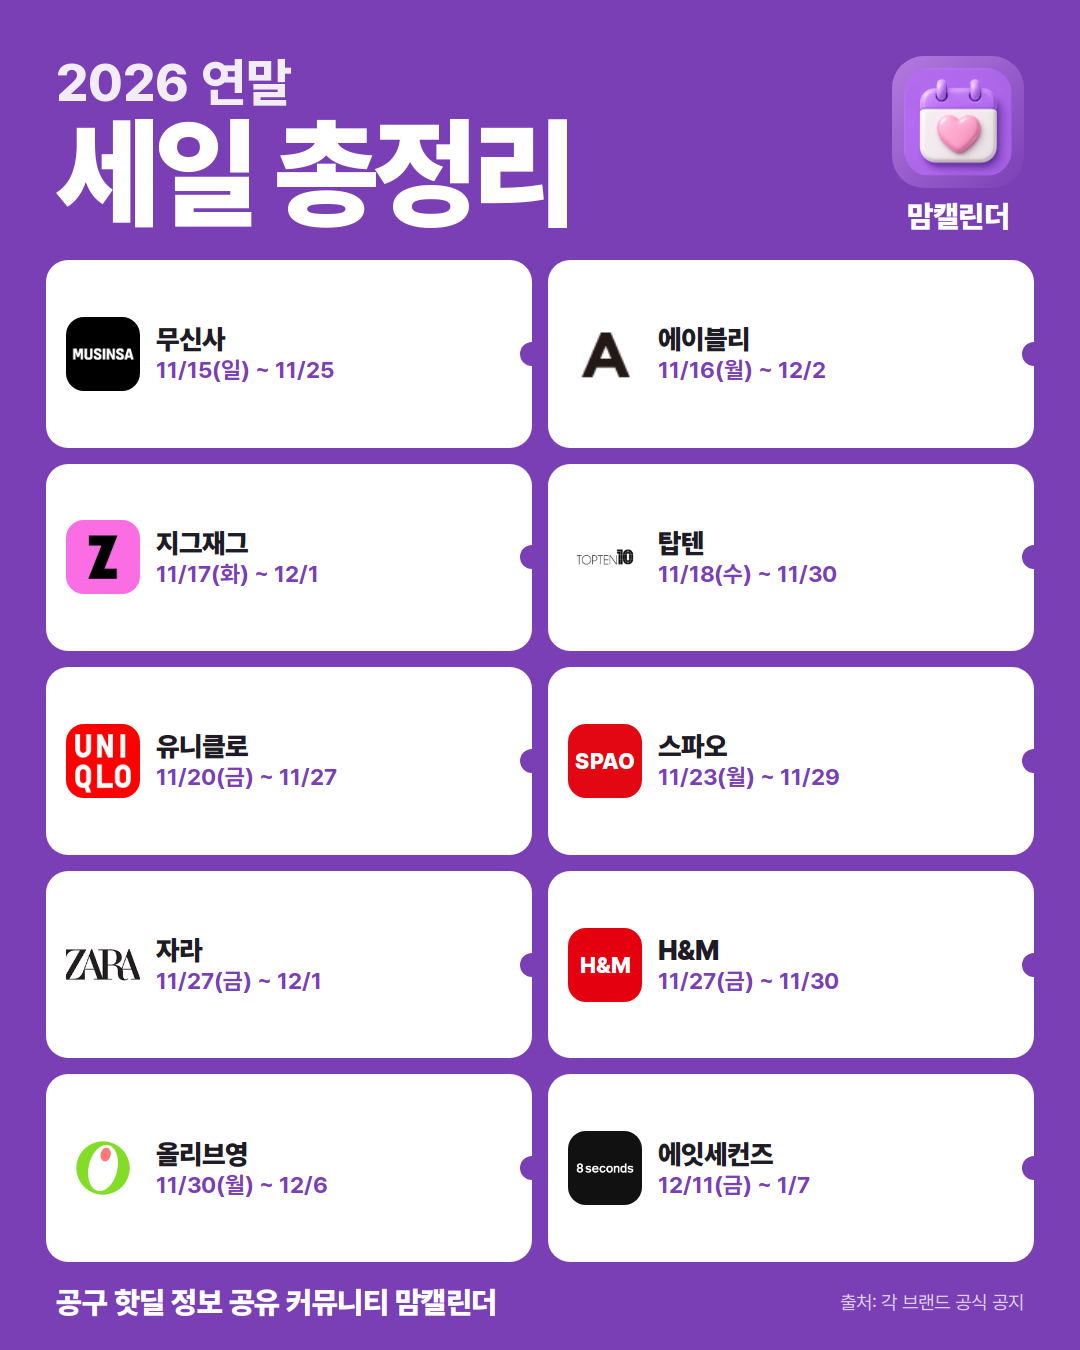 2026 연말
세일 총정리
맘캘린더
MUSINSA
무신사
11/15(일) ~ 11/25
A
에이블리
11/16(월) ~ 12/2
Z
지그재그
11/17(화) ~ 12/1
TOPTEN10
탑텐
11/18(수) ~ 11/30
UNI
QLO
유니클로
11/20(금) ~ 11/27
SPAO
스파오
11/23(월) ~ 11/29
ZARA
자라
11/27(금) ~ 12/1
H&M
H&M
11/27(금) ~ 11/30
올리브영
11/30(월) ~ 12/6
8seconds
에잇세컨즈
12/11(금) ~ 1/7
공구 핫딜 정보 공유 커뮤니티 맘캘린더
출처: 각 브랜드 공식 공지